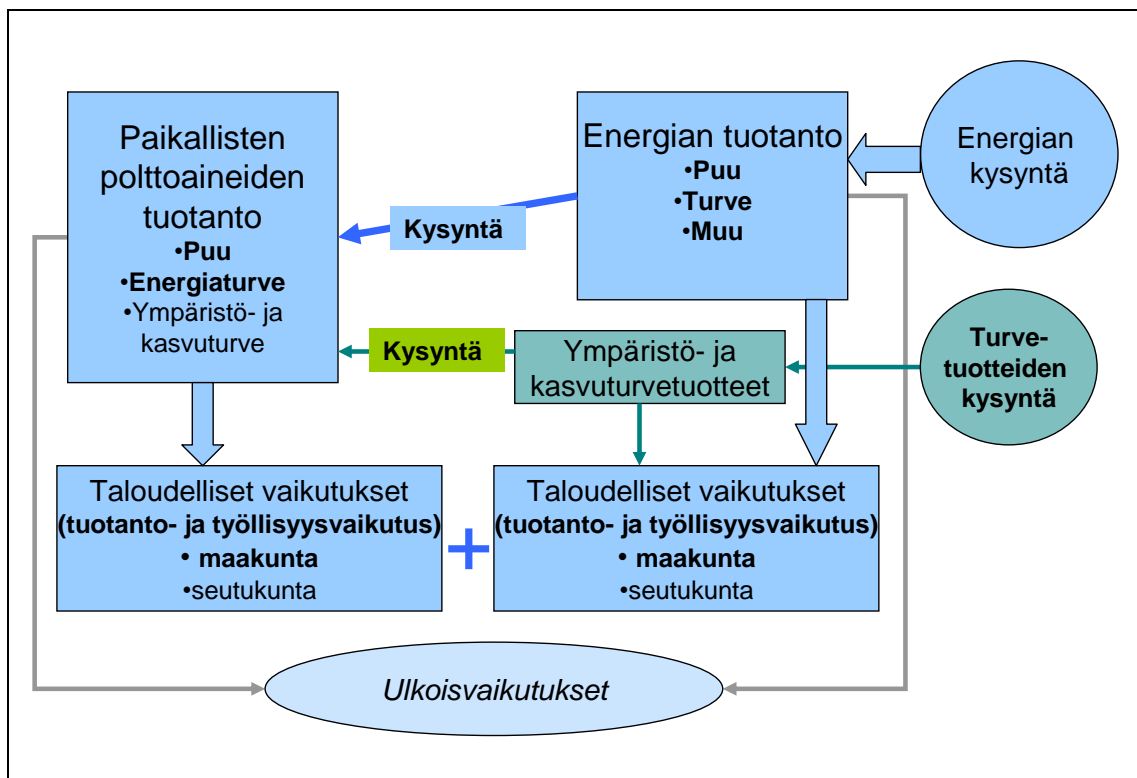 Paikallisten
polttoaineiden
tuotanto
•Puu
•Energiaturve
•Ympäristö- ja
kasvuturve
Kysyntä
Energian tuotanto
•Puu
•Turve
•Muu
Energian
kysyntä
Kysyntä
Ympäristö- ja
kasvuturvetuotteet
Turve-
tuotteiden
kysyntä
Taloudelliset vaikutukset
(tuotanto- ja työllisyysvaikutus)
• maakunta
•seutukunta
+
Taloudelliset vaikutukset
(tuotanto- ja työllisyysvaikutus)
• maakunta
•seutukunta
Ulkoisvaikutukset